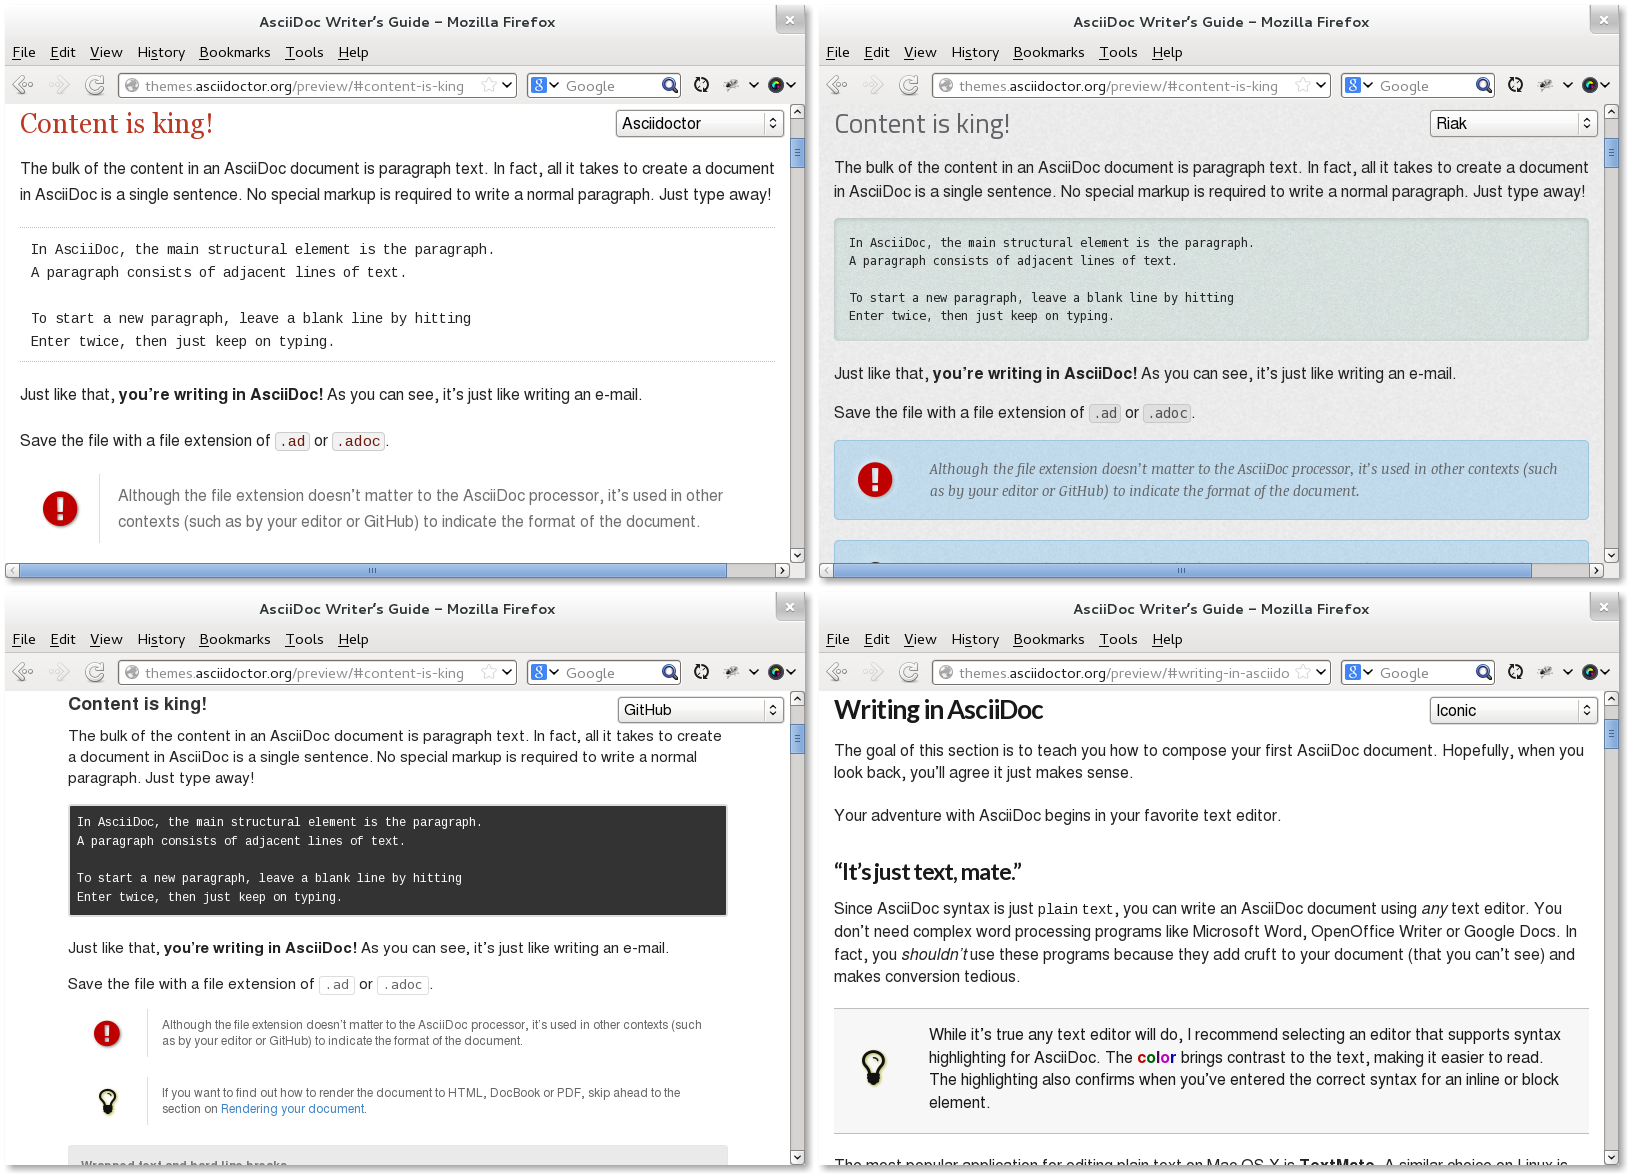 AsciiDoc Writer's Guide – Mozilla Firefox
File Edit View History Bookmarks Tools Help
themes.asciidoctor.org/preview/#content-is-king
Google
Content is king!
Asciidoctor
The bulk of the content in an AsciiDoc document is paragraph text. In fact, all it takes to create a document
in AsciiDoc is a single sentence. No special markup is required to write a normal paragraph. Just type away!
In AsciiDoc, the main structural element is the paragraph.
A paragraph consists of adjacent lines of text.
To start a new paragraph, leave a blank line by hitting
Enter twice, then just keep on typing.
Just like that, you’re writing in AsciiDoc! As you can see, it’s just like writing an e-mail.
Save the file with a file extension of .ad or .adoc.
Although the file extension doesn’t matter to the AsciiDoc processor, it’s used in other
contexts (such as by your editor or GitHub) to indicate the format of the document.
AsciiDoc Writer's Guide – Mozilla Firefox
File Edit View History Bookmarks Tools Help
themes.asciidoctor.org/preview/#content-is-king
Google
Content is king!
Riak
The bulk of the content in an AsciiDoc document is paragraph text. In fact, all it takes to create a document
in AsciiDoc is a single sentence. No special markup is required to write a normal paragraph. Just type away!
In AsciiDoc, the main structural element is the paragraph.
A paragraph consists of adjacent lines of text.
To start a new paragraph, leave a blank line by hitting
Enter twice, then just keep on typing.
Just like that, you’re writing in AsciiDoc! As you can see, it’s just like writing an e-mail.
Save the file with a file extension of .ad or .adoc.
Although the file extension doesn’t matter to the AsciiDoc processor, it’s used in other contexts (such
as by your editor or GitHub) to indicate the format of the document.
AsciiDoc Writer's Guide – Mozilla Firefox
File Edit View History Bookmarks Tools Help
themes.asciidoctor.org/preview/#content-is-king
Google
Content is king!
GitHub
The bulk of the content in an AsciiDoc document is paragraph text. In fact, all it takes to create
a document in AsciiDoc is a single sentence. No special markup is required to write a normal
paragraph. Just type away!
In AsciiDoc, the main structural element is the paragraph.
A paragraph consists of adjacent lines of text.
To start a new paragraph, leave a blank line by hitting
Enter twice, then just keep on typing.
Just like that, you’re writing in AsciiDoc! As you can see, it’s just like writing an e-mail.
Save the file with a file extension of .ad or .adoc.
Although the file extension doesn’t matter to the AsciiDoc processor, it’s used in other contexts (such
as by your editor or GitHub) to indicate the format of the document.
If you want to find out how to render the document to HTML, DocBook or PDF, skip ahead to the
section on Rendering your document.
Wrapped text and hard line breaks
AsciiDoc Writer's Guide – Mozilla Firefox
File Edit View History Bookmarks Tools Help
themes.asciidoctor.org/preview/#writing-in-asciido
Google
Writing in AsciiDoc
Iconic
The goal of this section is to teach you how to compose your first AsciiDoc document. Hopefully, when you
look back, you’ll agree it just makes sense.
Your adventure with AsciiDoc begins in your favorite text editor.
“It’s just text, mate.”
Since AsciiDoc syntax is just plain text, you can write an AsciiDoc document using any text editor. You
don’t need complex word processing programs like Microsoft Word, OpenOffice Writer or Google Docs. In
fact, you shouldn’t use these programs because they add cruft to your document (that you can’t see) and
makes conversion tedious.
While it’s true any text editor will do, I recommend selecting an editor that supports syntax
highlighting for AsciiDoc. The color brings contrast to the text, making it easier to read.
The highlighting also confirms when you’ve entered the correct syntax for an inline or block
element.
The most popular application for editing plain text on Mac OS X is TextMate. A similar choice on Linux is